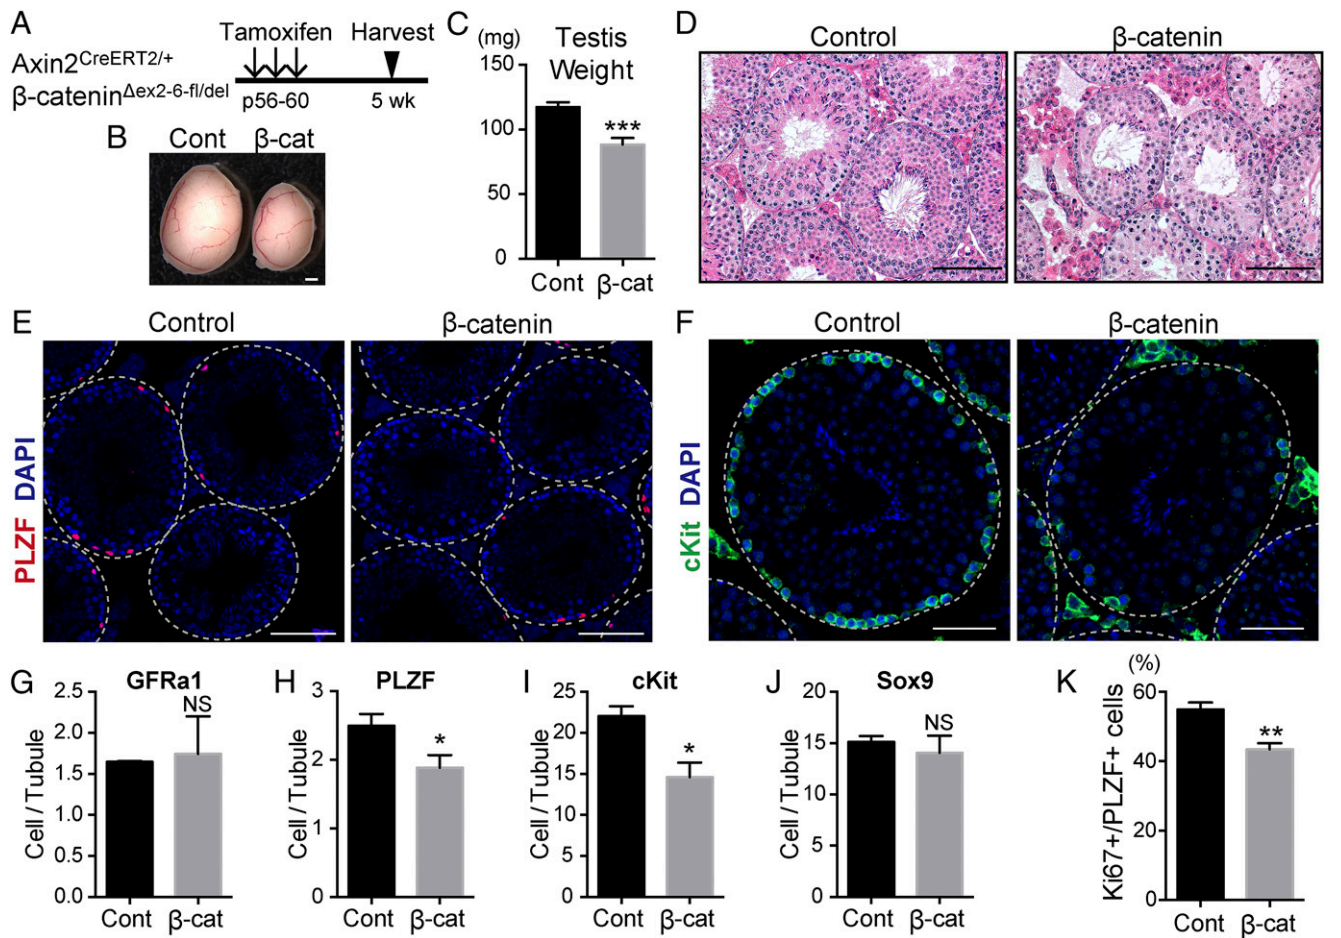 A
Axin2CreERT2/+
β-cateninΔex2-6-fl/del
Tamoxifen
Harvest
p56-60
5 wk
B
Cont
β-cat
C
(mg)
Testis
Weight
150
100
50
0
***
Cont
β-cat
D
Control
β-catenin
E
Control
β-catenin
PLZF DAPI
F
Control
β-catenin
cKit DAPI
G
GFRa1
Cell / Tubule
2.5
2.0
1.5
1.0
0.5
0.0
NS
Cont
β-cat
H
PLZF
Cell / Tubule
3
2
1
0
*
Cont
β-cat
I
cKit
Cell / Tubule
25
20
15
10
5
0
*
Cont
β-cat
J
Sox9
Cell / Tubule
20
15
10
5
0
NS
Cont
β-cat
K
(%)
Ki67+/PLZF+ cells
60
40
20
0
**
Cont
β-cat